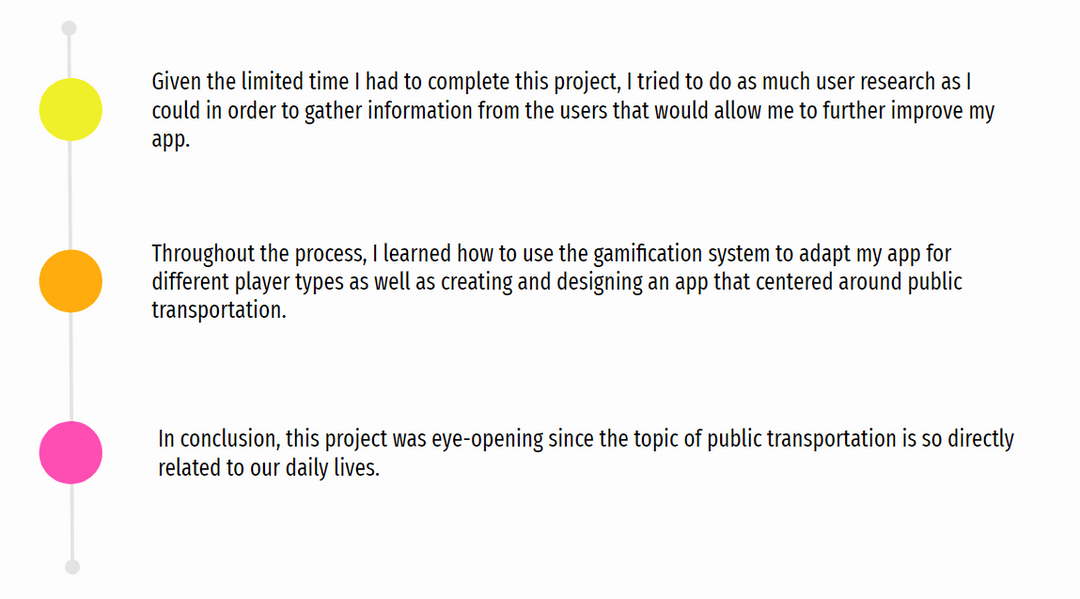 Given the limited time I had to complete this project, I tried to do as much user research as I
could in order to gather information from the users that would allow me to further improve my
app.
Throughout the process, I learned how to use the gamification system to adapt my app for
different player types as well as creating and designing an app that centered around public
transportation.
In conclusion, this project was eye-opening since the topic of public transportation is so directly
related to our daily lives.